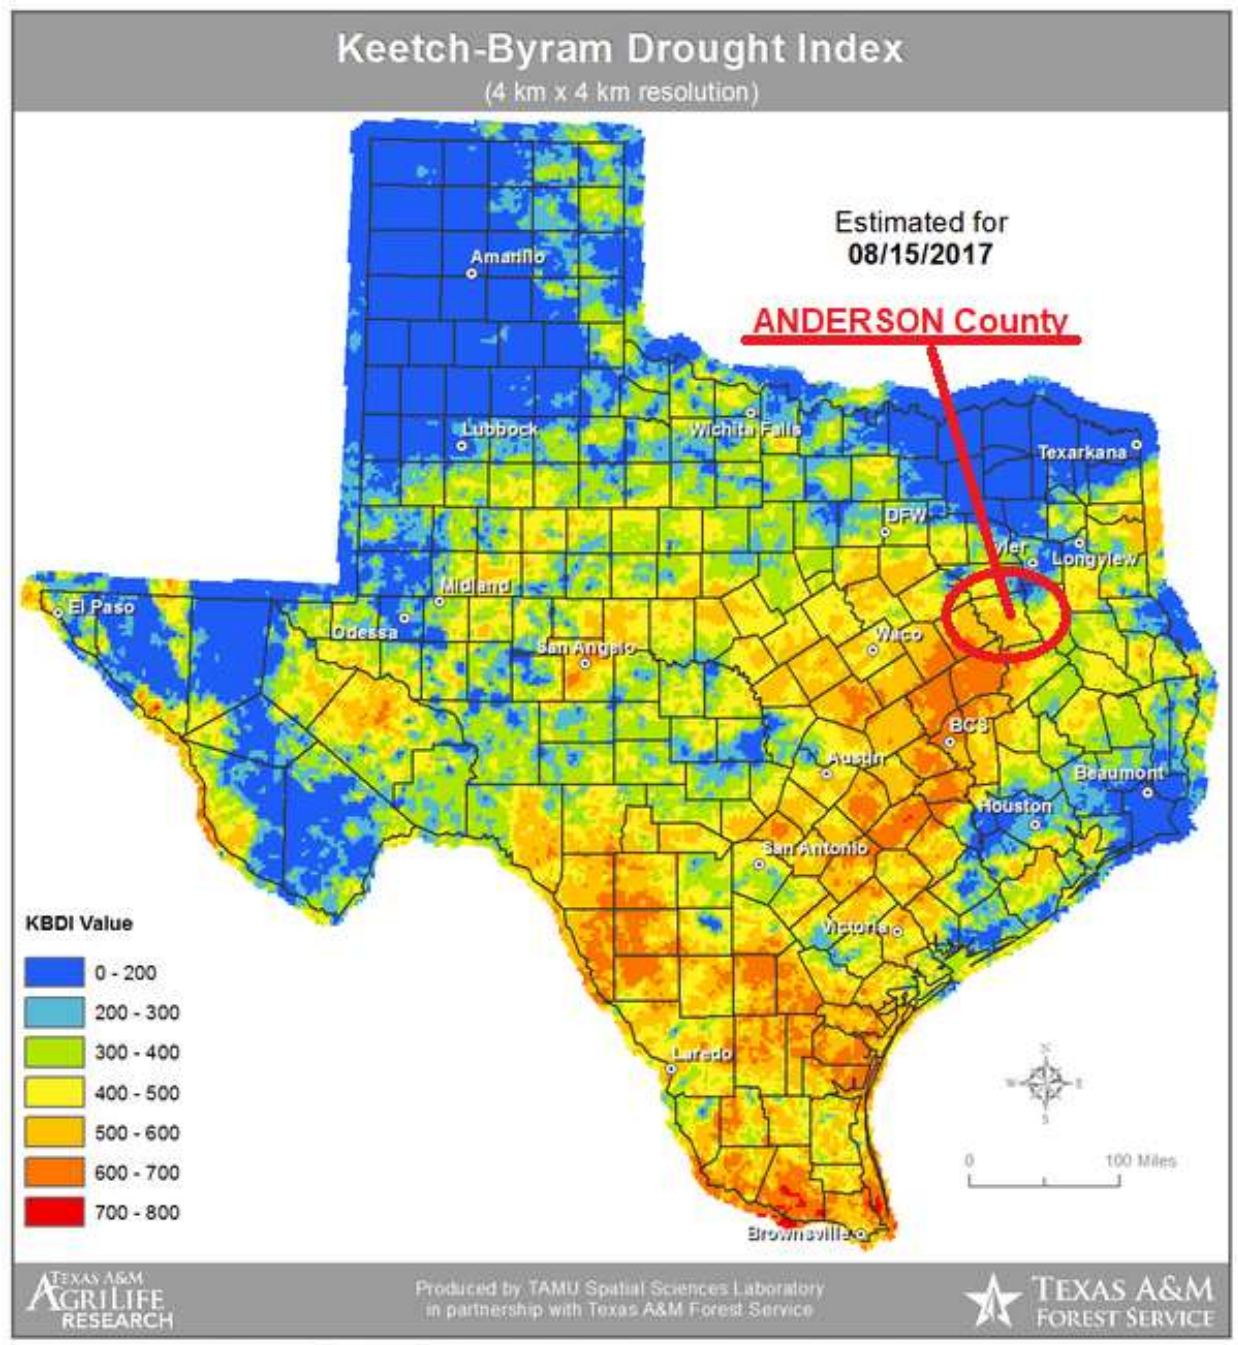 Keetch-Byram Drought Index
(4 km x 4 km resolution)
Estimated for
08/15/2017
ANDERSON County
Amarillo
Lubbock
Wichita Falls
Texarkana
DFW
yler
Longview
Midland
El Paso
Odessa
San Angelo
Waco
BCS
Austin
Beaumont
Houston
San Antonio
Victoria
Laredo
Brownsville
KBDI Value
0 - 200
200 - 300
300 - 400
400 - 500
500 - 600
600 - 700
700 - 800
N
W E
S
0 100 Miles
TEXAS A&M
AGRILIFE
RESEARCH
Produced by TAMU Spatial Sciences Laboratory
in partnership with Texas A&M Forest Service
TEXAS A&M
FOREST SERVICE